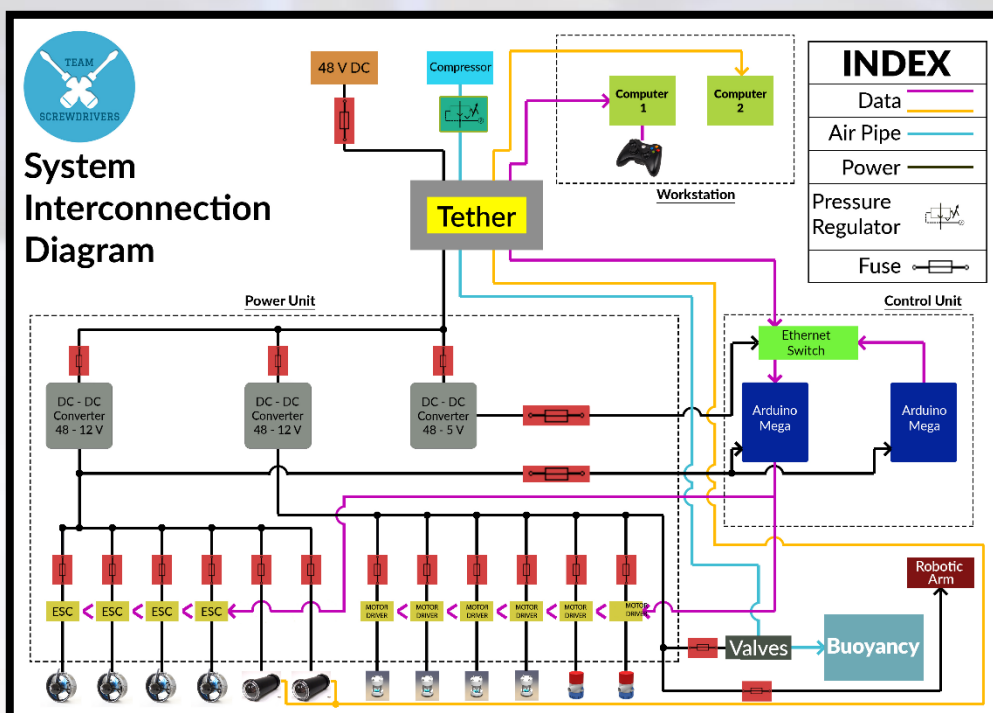 TEAM
SCREWDRIVERS
System
Interconnection
Diagram
48 V DC
Compressor
Computer
1
Computer
2
Workstation
INDEX
Data
Air Pipe
Power
Pressure
Regulator
Fuse
Tether
Power Unit
Control Unit
Ethernet
Switch
DC - DC
Converter
48 - 12 V
DC - DC
Converter
48 - 12 V
DC - DC
Converter
48 - 5 V
Arduino
Mega
Arduino
Mega
ESC
ESC
ESC
ESC
MOTOR
DRIVER
MOTOR
DRIVER
MOTOR
DRIVER
MOTOR
DRIVER
MOTOR
DRIVER
MOTOR
DRIVER
Robotic
Arm
Valves
Buoyancy